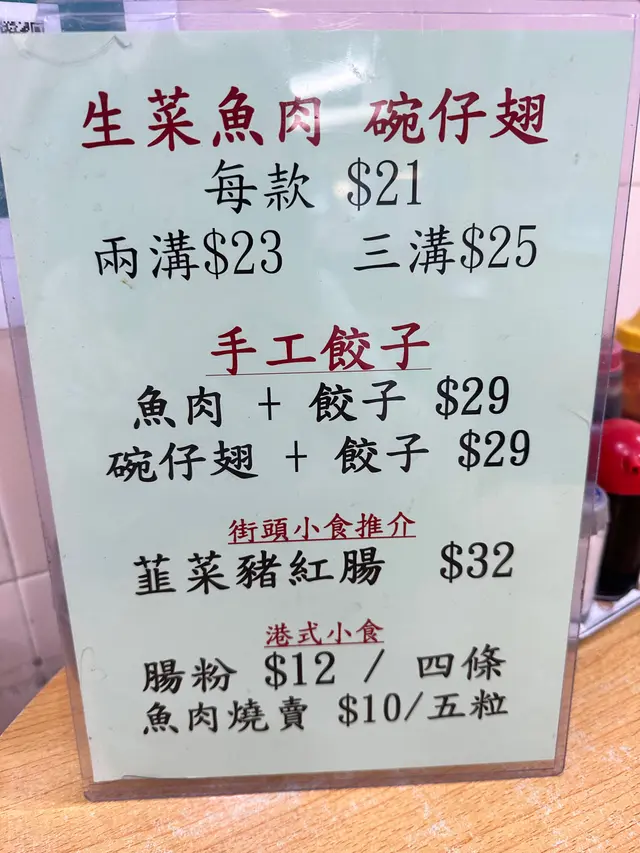 生菜魚肉 碗仔翅
每款 $21
兩溝$23 三溝$25
手工餃子
魚肉 + 餃子 $29
碗仔翅 + 餃子 $29
街頭小食推介
韮菜豬紅腸 $32
港式小食
腸粉 $12 / 四條
魚肉燒賣 $10/五粒